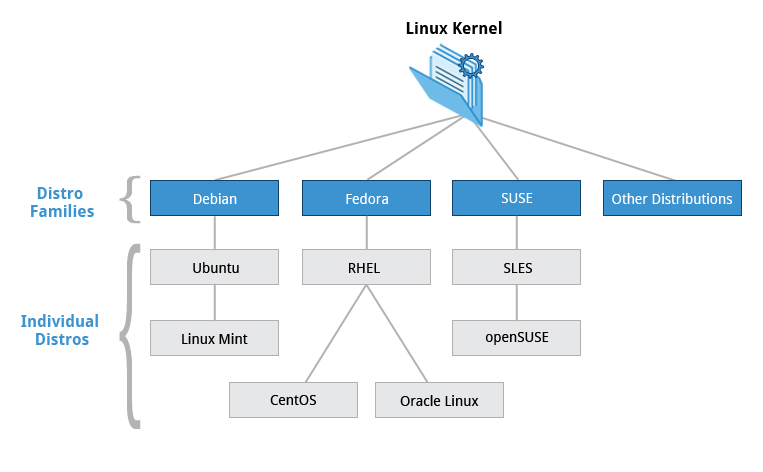 Linux Kernel
Distro
Families
Debian
Fedora
SUSE
Other Distributions
Individual
Distros
Ubuntu
RHEL
SLES
Linux Mint
openSUSE
CentOS
Oracle Linux